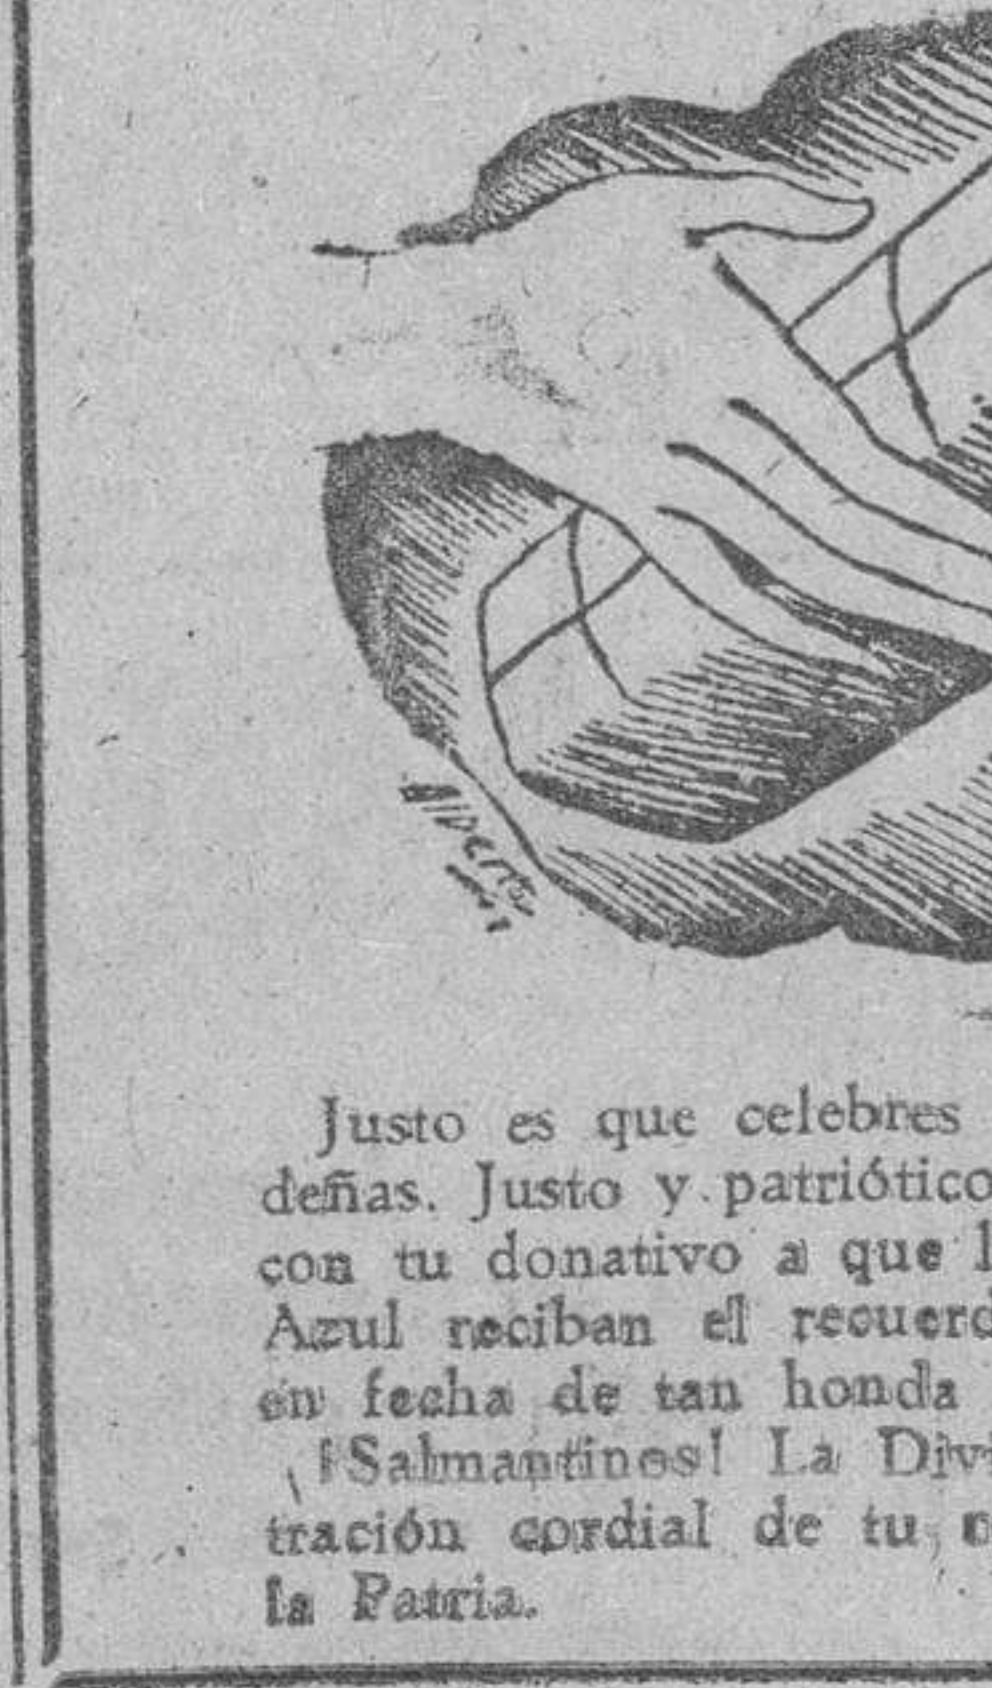 Alberto
Justo es que celebres
deñas. Justo y patriótico
con tu donativo a que l
Azul reciban el recuerd
en fecha de tan honda
¡Salmantinos! La Divi
tración cordial de tu
la Patria.